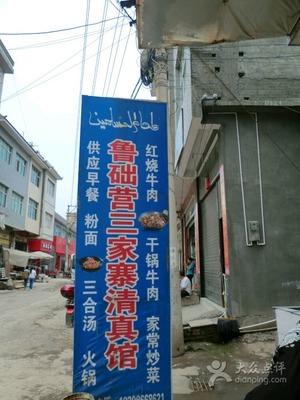 طعام المسلمين
鲁础营三家寨清真馆
红烧牛肉 干锅牛肉 家常炒菜
供应早餐 粉面 三合汤 火锅
大众点评
dianping.com